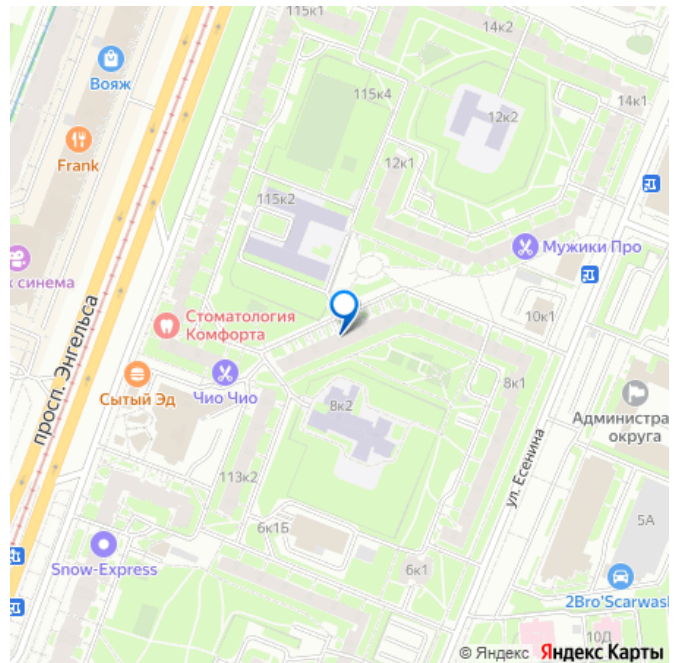 115к1
14к2
Вояж
115к4
14к1
12к2
Frank
12к1
115к2
Мужики Про
к синема
Стоматология
Комфорта
10к1
просп. Энгельса
Сытый Эд
Чио Чио
8к1
8к2
Администра
округа
ул. Есенина
113к2
6к1Б
5А
Snow-Express
6к1
2Bro'Scarwas
10Д
© Яндекс Яндекс Карты